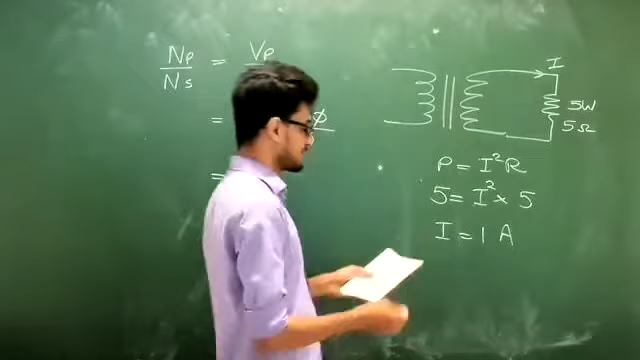 Np/Ns = Vp
=
=
I
5W
5Ω
P = I²R
5 = I² × 5
I = 1 A